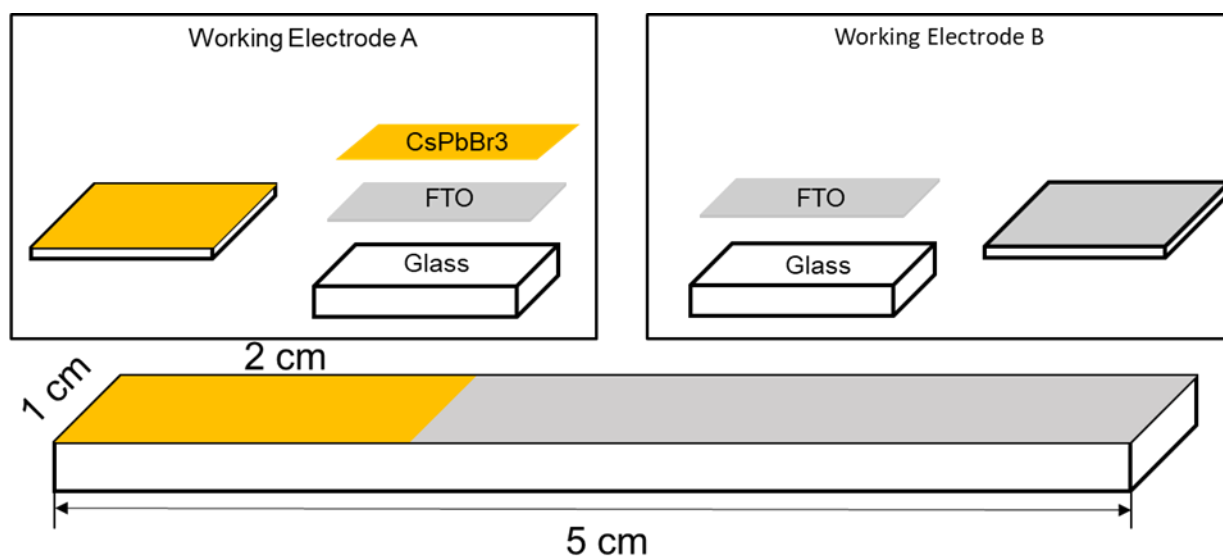 Working Electrode A
CsPbBr3
FTO
Glass
Working Electrode B
FTO
Glass
2 cm
1 cm
5 cm